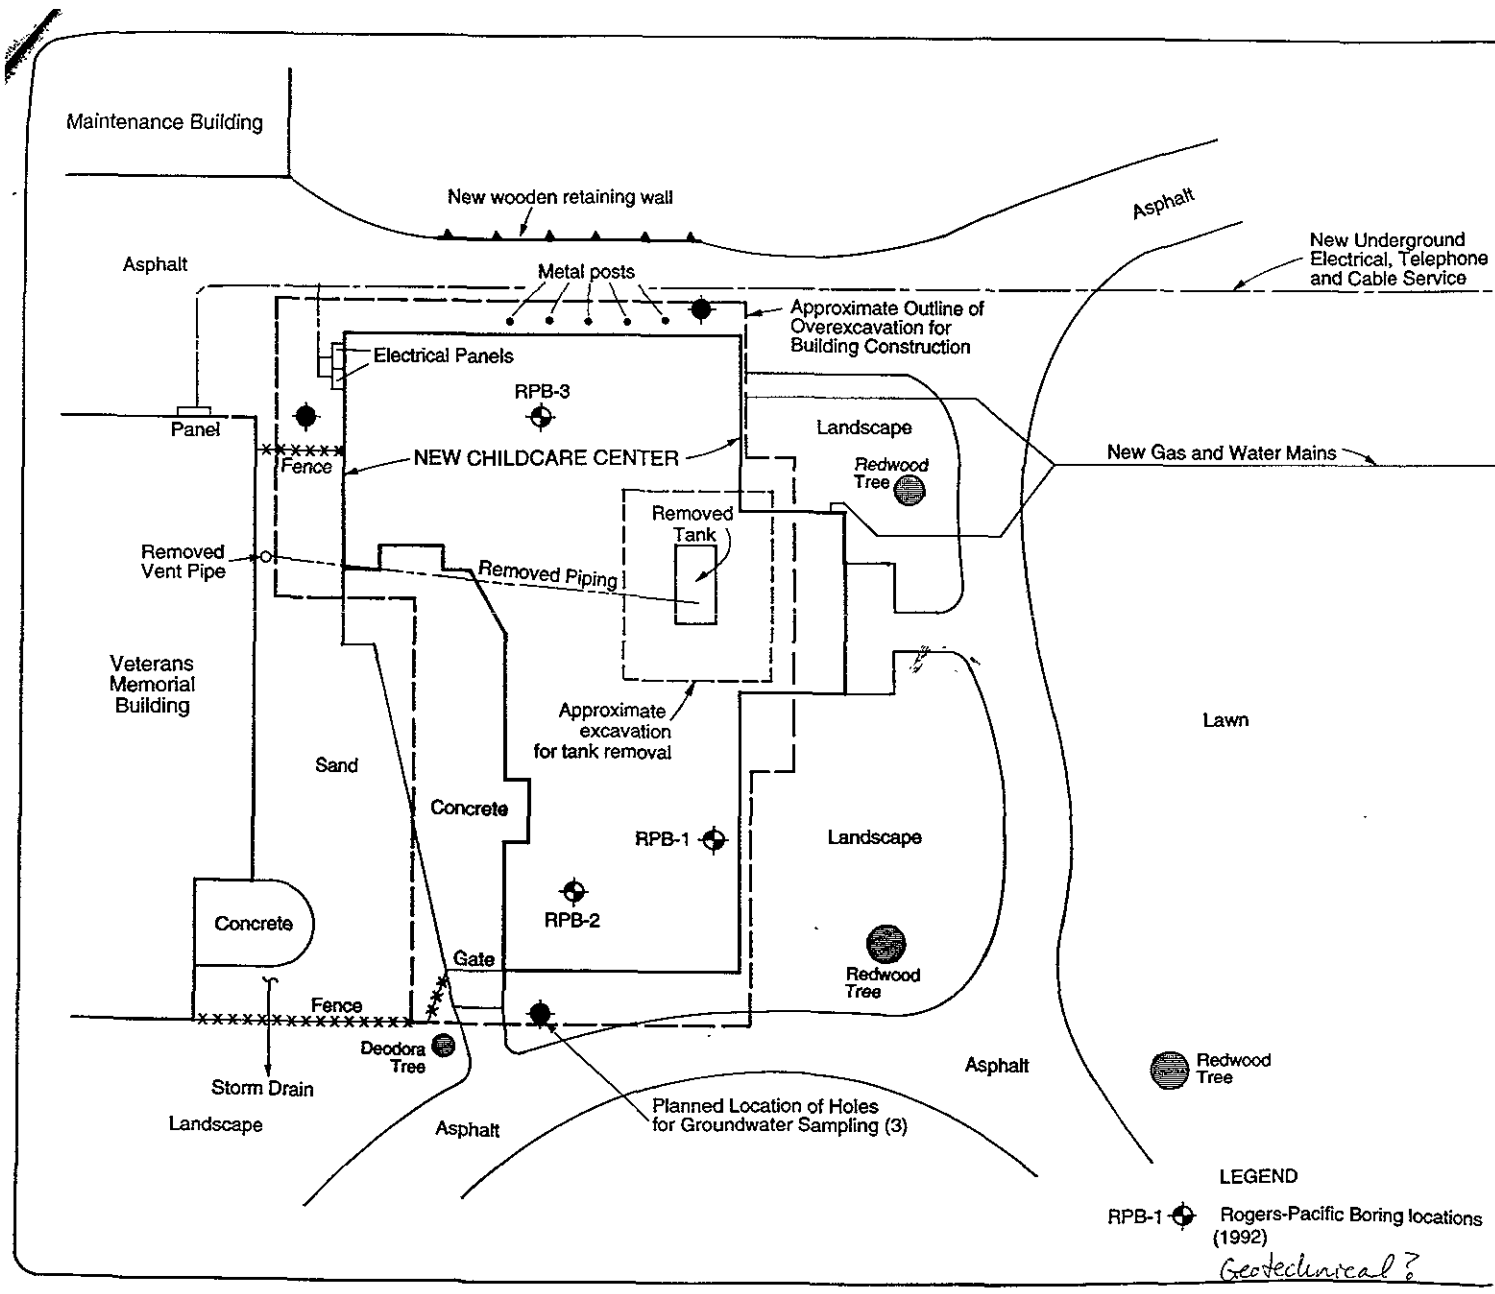 Maintenance Building
New wooden retaining wall
Asphalt
New Underground
Electrical, Telephone
and Cable Service
Asphalt
Metal posts
Approximate Outline of
Overexcavation for
Building Construction
Electrical Panels
RPB-3
Panel
Landscape
Fence
NEW CHILDCARE CENTER
New Gas and Water Mains
Redwood
Tree
Removed
Tank
Removed
Vent Pipe
Removed Piping
Veterans
Memorial
Building
Approximate
excavation
for tank removal
Lawn
Sand
Concrete
RPB-1
Landscape
RPB-2
Concrete
Gate
Redwood
Tree
Fence
Deodora
Tree
Storm Drain
Asphalt
Redwood
Tree
Landscape
Asphalt
Planned Location of Holes
for Groundwater Sampling (3)
LEGEND
RPB-1 Rogers-Pacific Boring locations
(1992)
Geotechnical?